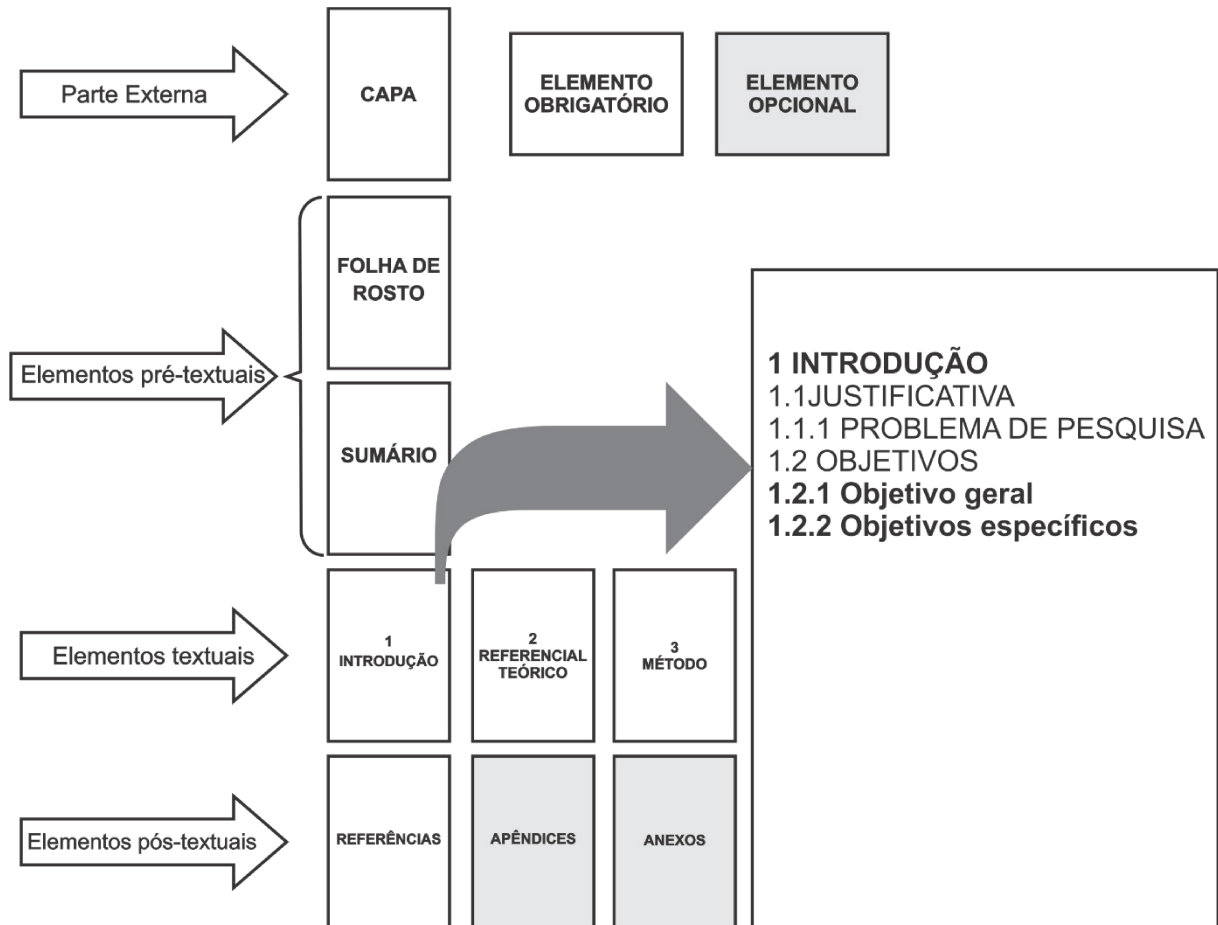 Parte Externa
CAPA
ELEMENTO
OBRIGATÓRIO
ELEMENTO
OPCIONAL
Elementos pré-textuais
FOLHA DE
ROSTO
SUMÁRIO
1 INTRODUÇÃO
1.1JUSTIFICATIVA
1.1.1 PROBLEMA DE PESQUISA
1.2 OBJETIVOS
1.2.1 Objetivo geral
1.2.2 Objetivos específicos
Elementos textuais
1
INTRODUÇÃO
2
REFERENCIAL
TEÓRICO
3
MÉTODO
Elementos pós-textuais
REFERÊNCIAS
APÊNDICES
ANEXOS